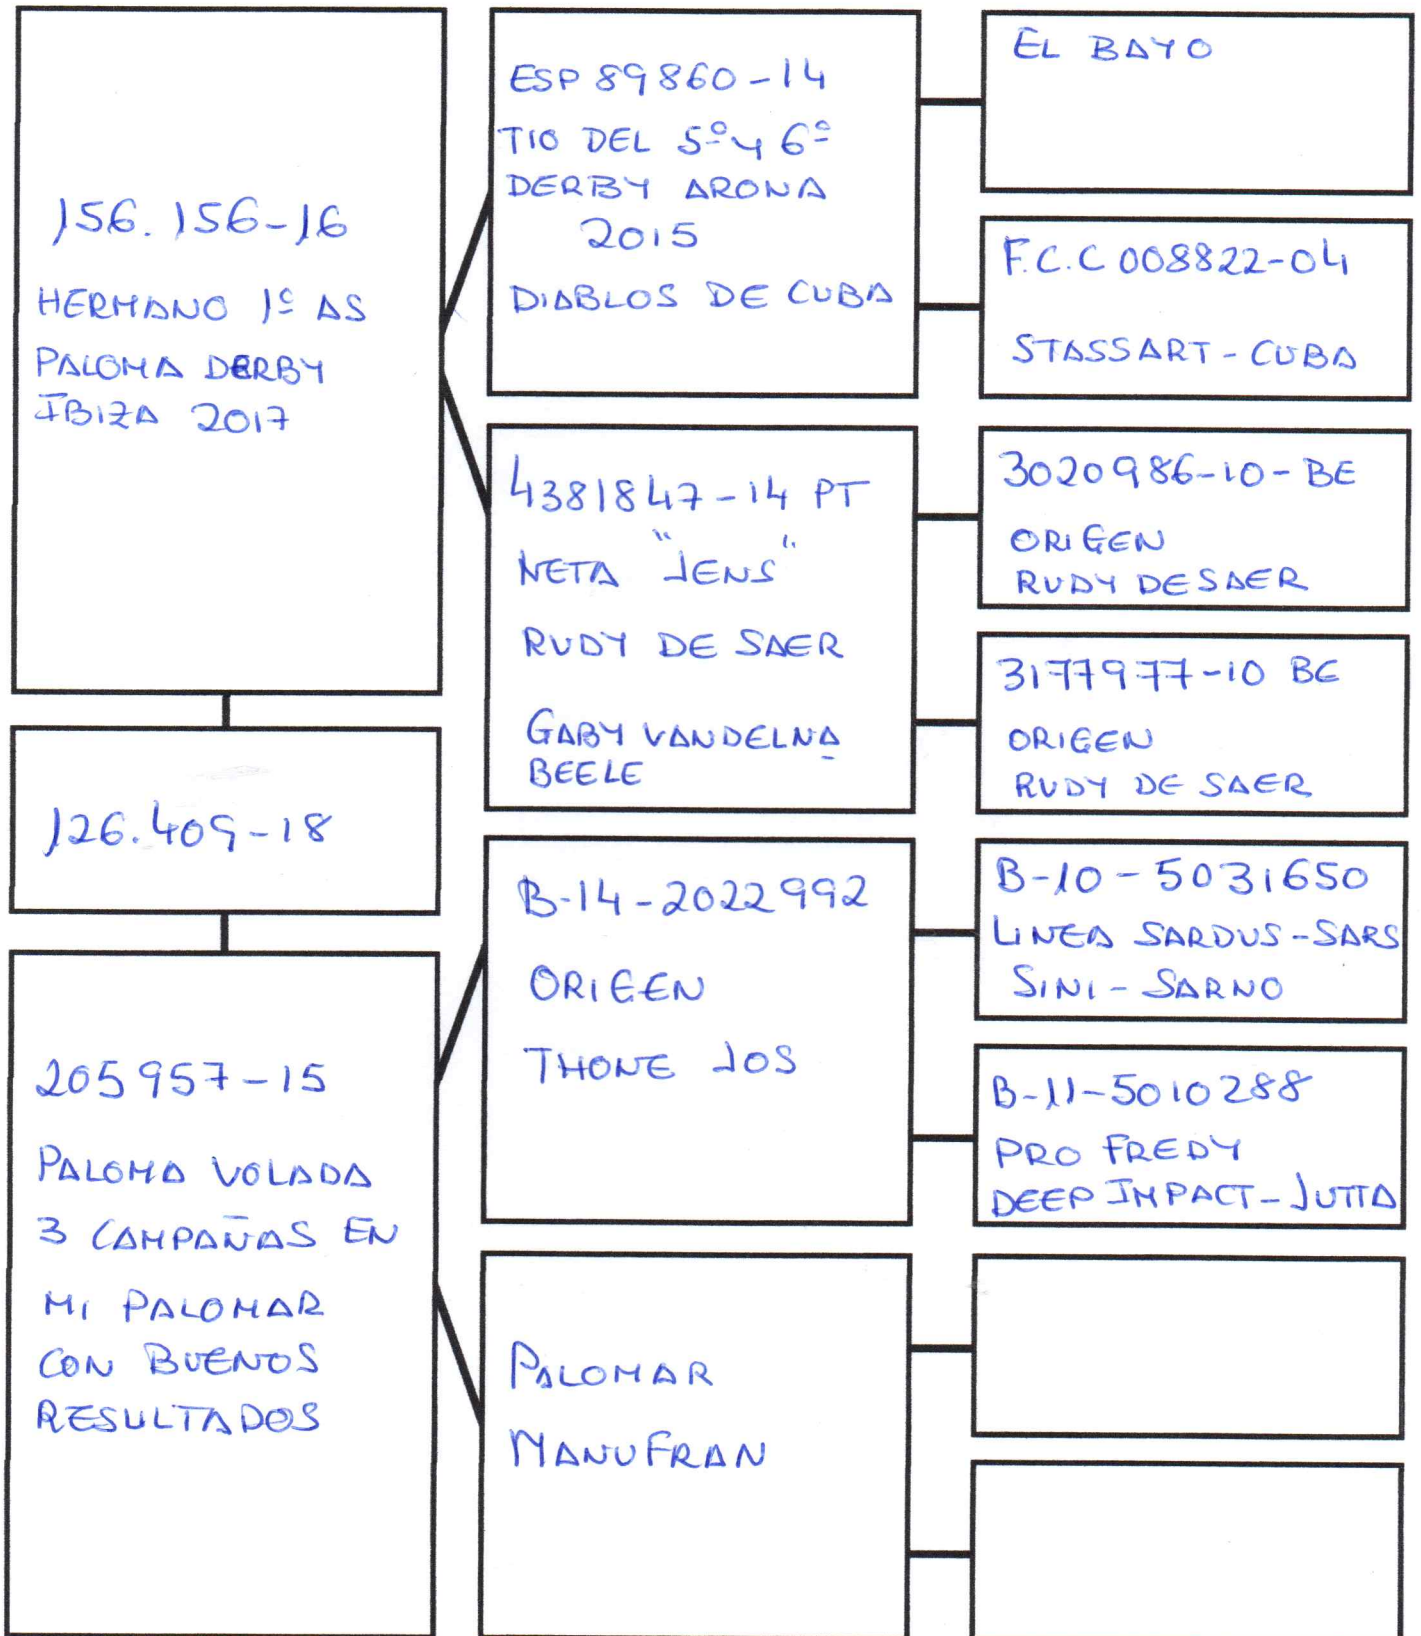 156.156-16
HERMANO 1º AS
PALOMA DERBY
IBIZA 2017
126.409-18
205957-15
PALOMA VOLADA
3 CAMPAÑAS EN
MI PALOMAR
CON BUENOS
RESULTADOS
ESP 89860-14
TIO DEL 5º y 6º
DERBY ARONA
2015
DIABLOS DE CUBA
4381847-14 PT
NETA "JENS"
RUDY DE SAER
GABY VANDELNA
BEELE
B-14-2022992
ORIGEN
THONE JOS
PALOMAR
MANUFRAN
EL BAYO
F.C.C 008822-04
STASSART-CUBA
3020986-10-BE
ORIGEN
RUDY DESAER
3177977-10 BE
ORIGEN
RUDY DE SAER
B-10-5031650
LINEA SARDUS-SARS
SINI-SARNO
B-11-5010288
PRO FREDY
DEEP IMPACT-JUTTA